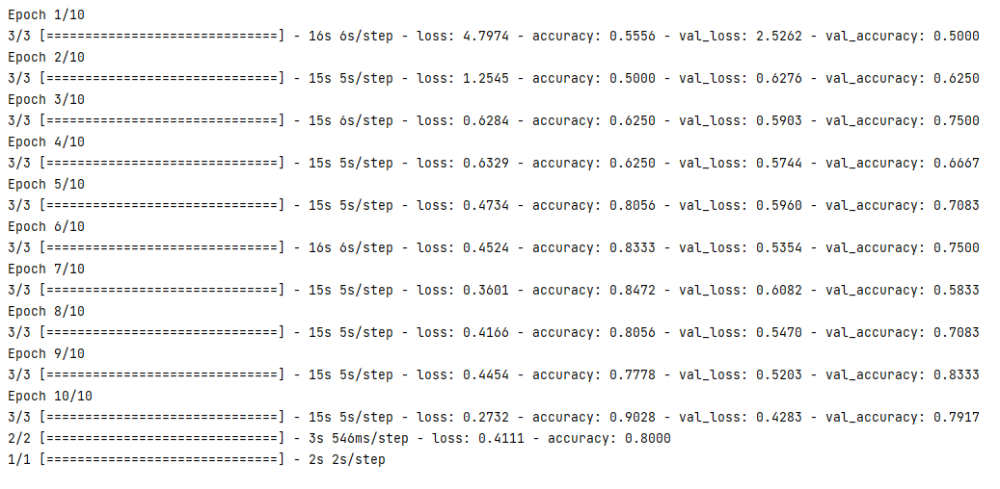 Epoch 1/10
3/3 [==============================] - 16s 6s/step - loss: 4.7974 - accuracy: 0.5556 - val_loss: 2.5262 - val_accuracy: 0.5000
Epoch 2/10
3/3 [==============================] - 15s 5s/step - loss: 1.2545 - accuracy: 0.5000 - val_loss: 0.6276 - val_accuracy: 0.6250
Epoch 3/10
3/3 [==============================] - 15s 6s/step - loss: 0.6284 - accuracy: 0.6250 - val_loss: 0.5903 - val_accuracy: 0.7500
Epoch 4/10
3/3 [==============================] - 15s 5s/step - loss: 0.6329 - accuracy: 0.6250 - val_loss: 0.5744 - val_accuracy: 0.6667
Epoch 5/10
3/3 [==============================] - 15s 5s/step - loss: 0.4734 - accuracy: 0.8056 - val_loss: 0.5960 - val_accuracy: 0.7083
Epoch 6/10
3/3 [==============================] - 16s 6s/step - loss: 0.4524 - accuracy: 0.8333 - val_loss: 0.5354 - val_accuracy: 0.7500
Epoch 7/10
3/3 [==============================] - 15s 5s/step - loss: 0.3601 - accuracy: 0.8472 - val_loss: 0.6082 - val_accuracy: 0.5833
Epoch 8/10
3/3 [==============================] - 15s 5s/step - loss: 0.4166 - accuracy: 0.8056 - val_loss: 0.5470 - val_accuracy: 0.7083
Epoch 9/10
3/3 [==============================] - 15s 5s/step - loss: 0.4454 - accuracy: 0.7778 - val_loss: 0.5203 - val_accuracy: 0.8333
Epoch 10/10
3/3 [==============================] - 15s 5s/step - loss: 0.2732 - accuracy: 0.9028 - val_loss: 0.4283 - val_accuracy: 0.7917
2/2 [==============================] - 3s 546ms/step - loss: 0.4111 - accuracy: 0.8000
1/1 [==============================] - 2s 2s/step